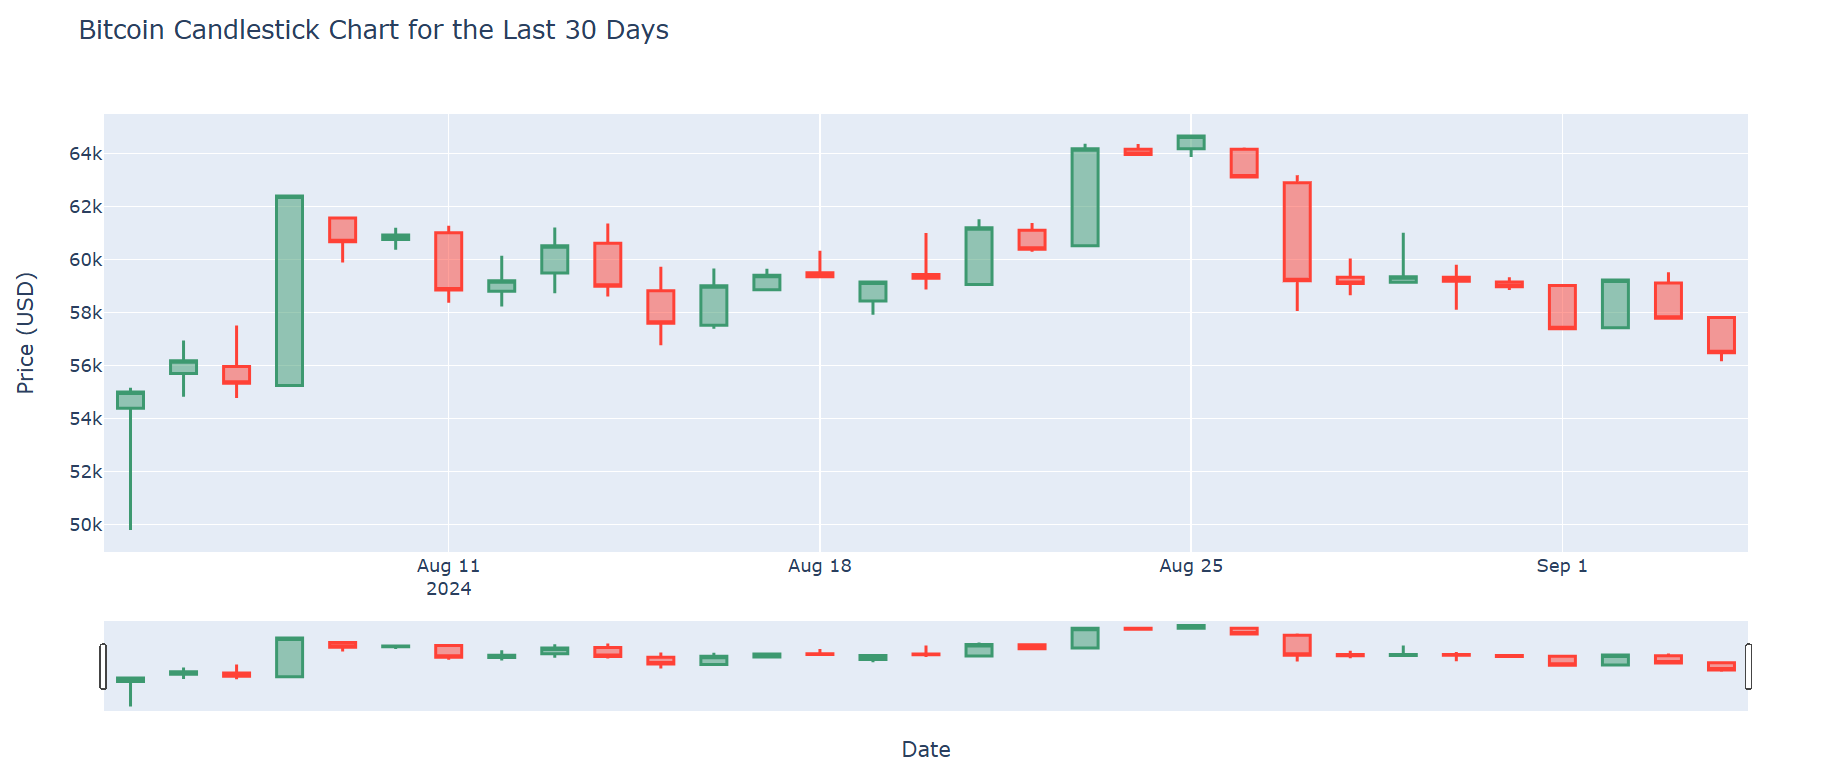 Bitcoin Candlestick Chart for the Last 30 Days
Price (USD)
64k
62k
60k
58k
56k
54k
52k
50k
Aug 11
2024
Aug 18
Aug 25
Sep 1
Date